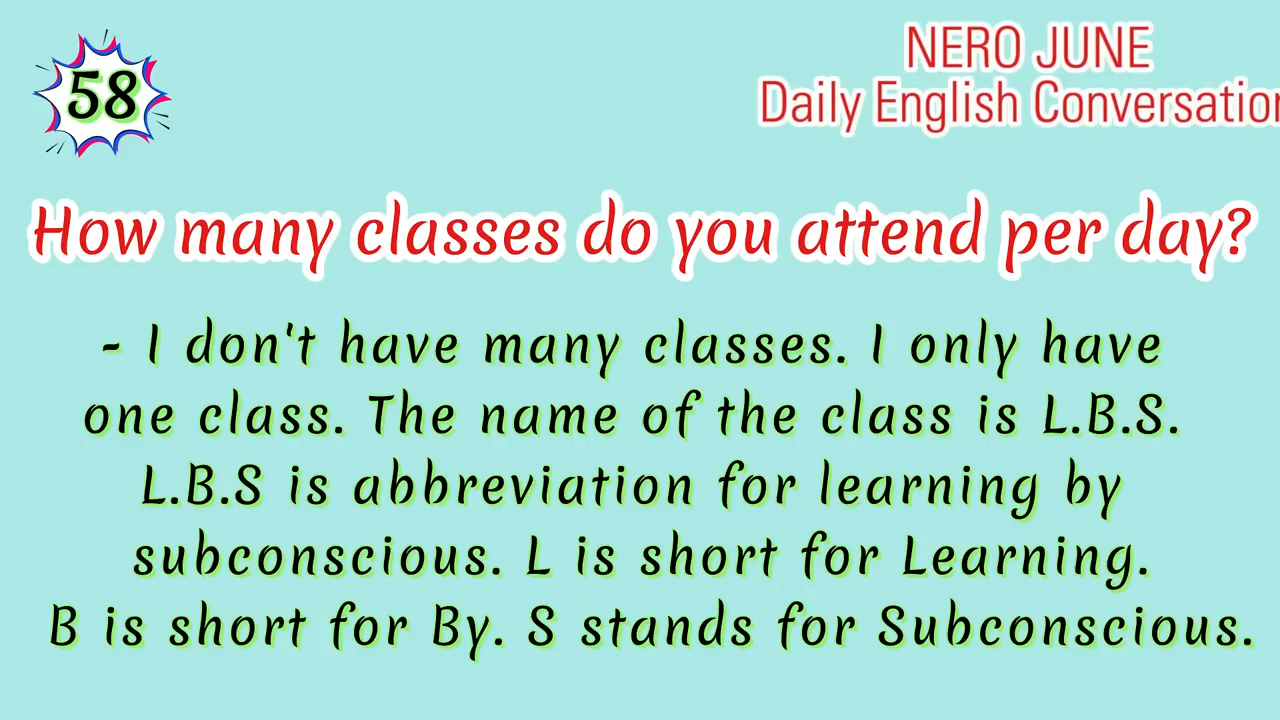 58
NERO JUNE
Daily English Conversation
How many classes do you attend per day?
- I don't have many classes. I only have
one class. The name of the class is L.B.S.
L.B.S is abbreviation for learning by
subconscious. L is short for Learning.
B is short for By. S stands for Subconscious.